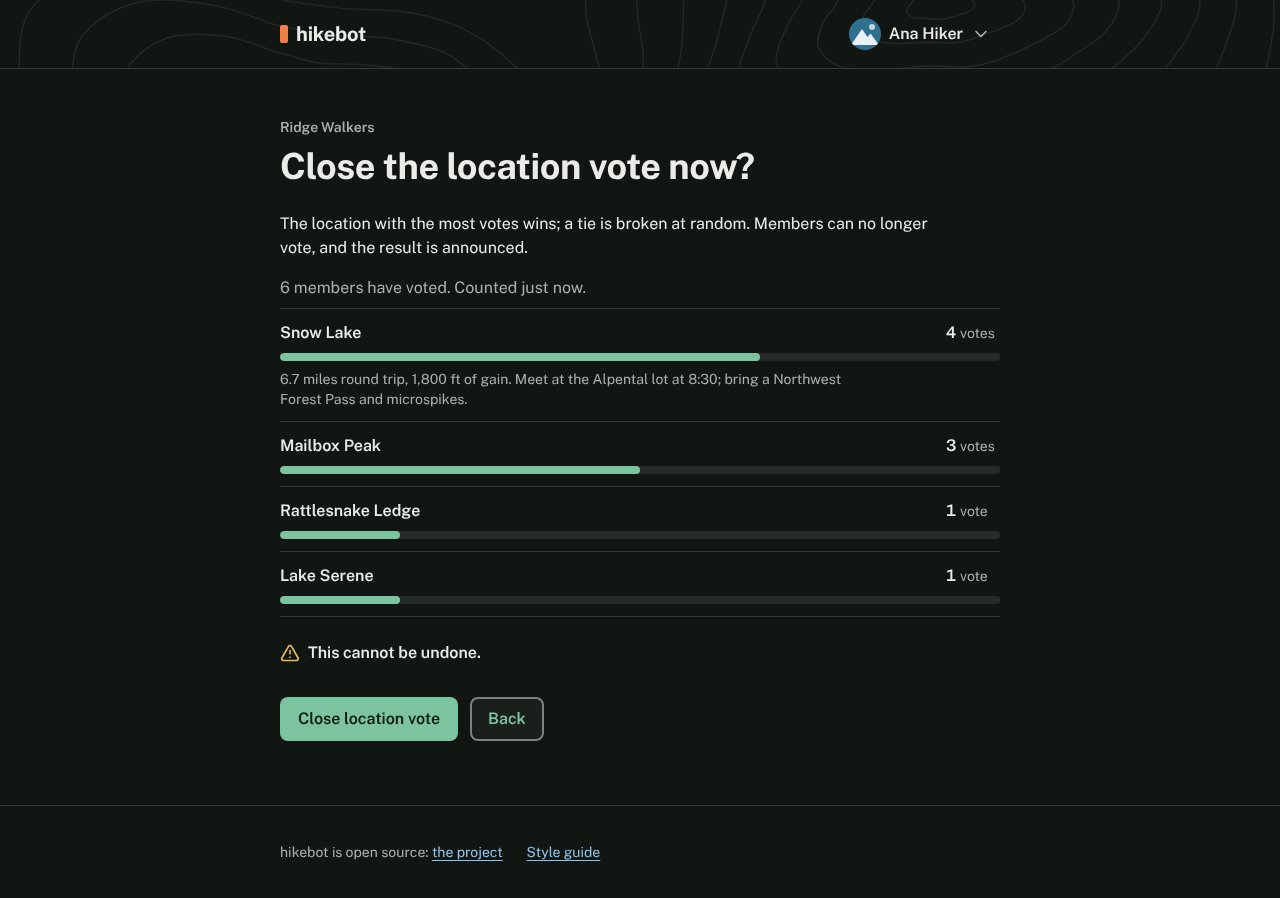 hikebot
Ana Hiker
Ridge Walkers
Close the location vote now?
The location with the most votes wins; a tie is broken at random. Members can no longer
vote, and the result is announced.
6 members have voted. Counted just now.
Snow Lake
4 votes
6.7 miles round trip, 1,800 ft of gain. Meet at the Alpental lot at 8:30; bring a Northwest
Forest Pass and microspikes.
Mailbox Peak
3 votes
Rattlesnake Ledge
1 vote
Lake Serene
1 vote
This cannot be undone.
Close location vote
Back
hikebot is open source: the project
Style guide